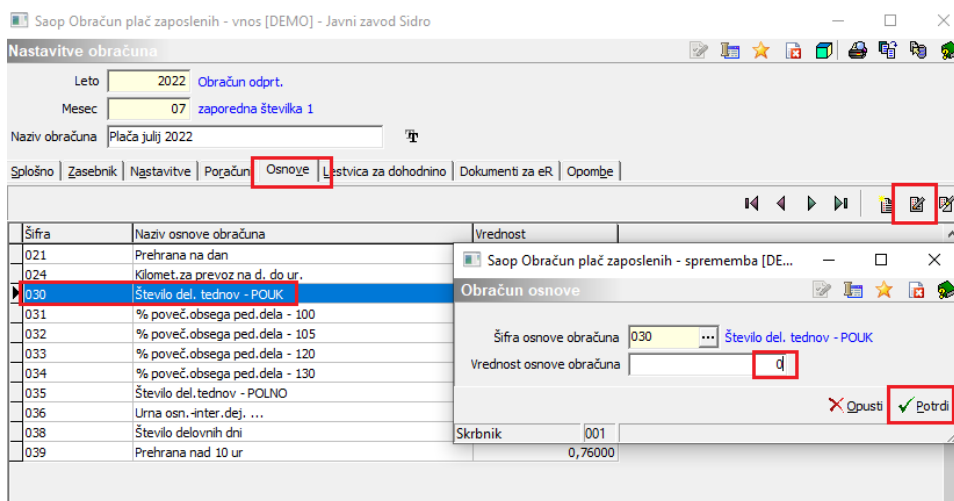 Saop Obračun plač zaposlenih - vnos [DEMO] - Javni zavod Sidro
Nastavitve obračuna
Leto 2022 Obračun odprt.
Mesec 07 zaporedna številka 1
Naziv obračuna Plača julij 2022
Splošno Zasebnik Nastavitve Poračun Osnove Lestvica za dohodnino Dokumenti za eR Opombe
Šifra Naziv osnove obračuna Vrednost
021 Prehrana na dan
024 Kilomet.za prevoz na d. do ur.
030 Število del. tednov - POUK
031 % poveč.obsega ped.dela - 100
032 % poveč.obsega ped.dela - 105
033 % poveč.obsega ped.dela - 120
034 % poveč.obsega ped.dela - 130
035 Število del.tednov - POLNO
036 Urna osn.-inter.dej. ...
038 Število delovnih dni
039 Prehrana nad 10 ur 0,76000
Saop Obračun plač zaposlenih - sprememba [DE...
Obračun osnove
Šifra osnove obračuna 030 ... Število del. tednov - POUK
Vrednost osnove obračuna 0
Opusti Potrdi
Skrbnik 001